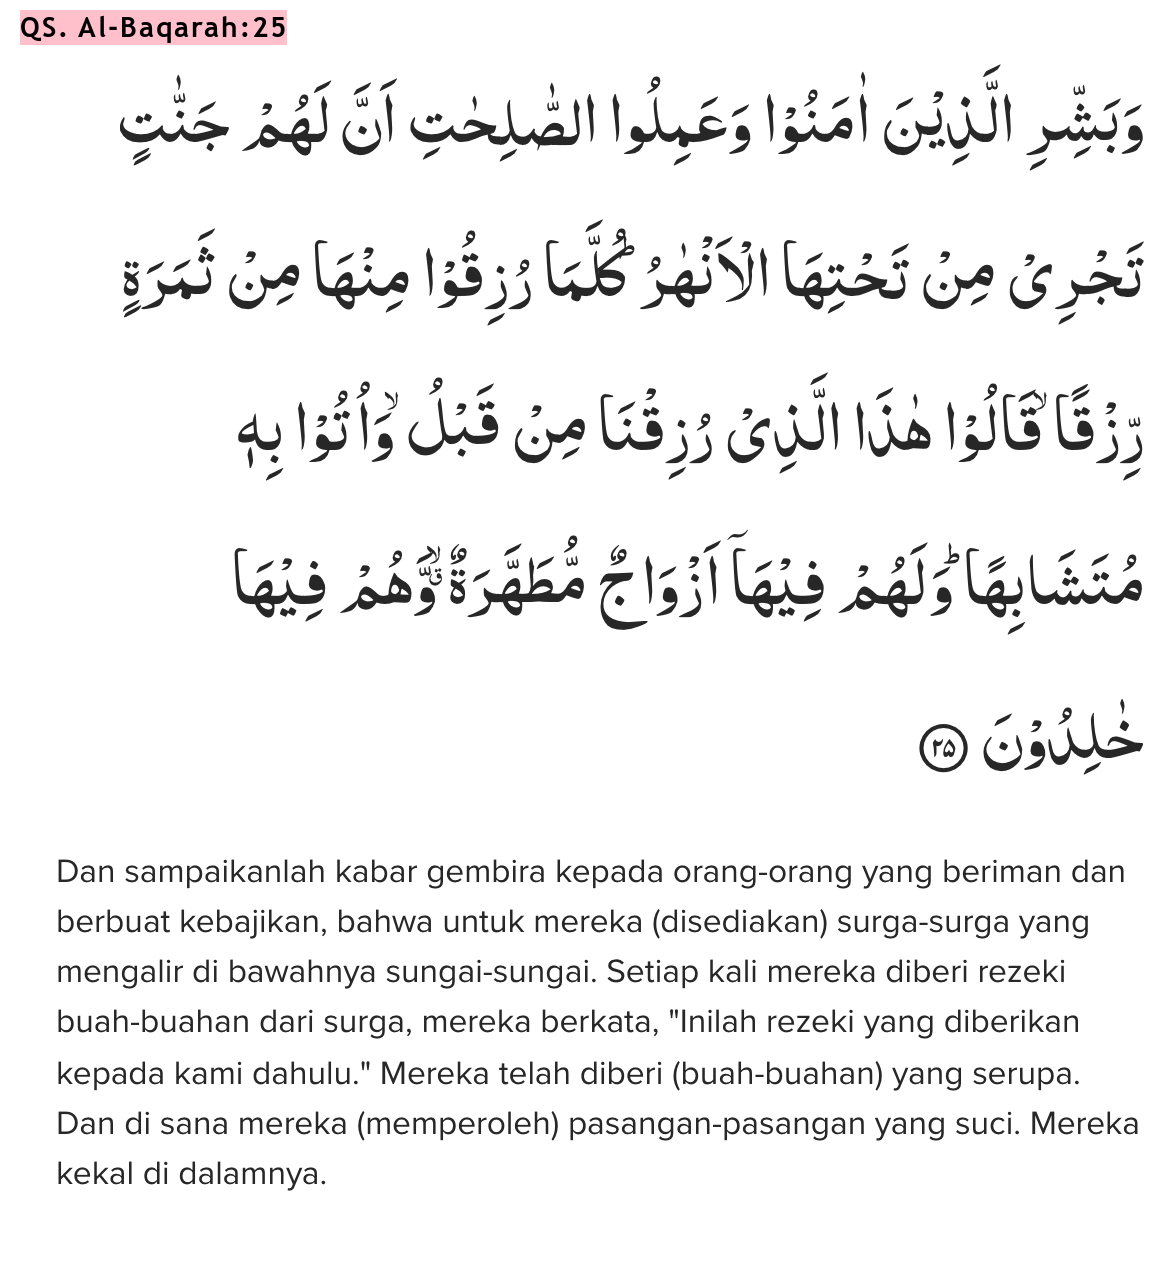 QS. Al-Baqarah:25
وَبَشِّرِ الَّذِيْنَ اٰمَنُوْا وَعَمِلُوا الصّٰلِحٰتِ اَنَّ لَهُمْ جَنّٰتٍ
تَجْرِيْ مِنْ تَحْتِهَا الْاَنْهٰرُ ۗ كُلَّمَا رُزِقُوْا مِنْهَا مِنْ ثَمَرَةٍ
رِّزْقًا ۙ قَالُوْا هٰذَا الَّذِيْ رُزِقْنَا مِنْ قَبْلُ وَاُتُوْا ۙ بِهٖ
مُتَشَابِهًا ۗ وَلَهُمْ فِيْهَآ اَزْوَاجٌ مُّطَهَّرَةٌ ۙ وَّهُمْ فِيْهَا
خٰلِدُوْنَ ٢٥
Dan sampaikanlah kabar gembira kepada orang-orang yang beriman dan
berbuat kebajikan, bahwa untuk mereka (disediakan) surga-surga yang
mengalir di bawahnya sungai-sungai. Setiap kali mereka diberi rezeki
buah-buahan dari surga, mereka berkata, "Inilah rezeki yang diberikan
kepada kami dahulu." Mereka telah diberi (buah-buahan) yang serupa.
Dan di sana mereka (memperoleh) pasangan-pasangan yang suci. Mereka
kekal di dalamnya.